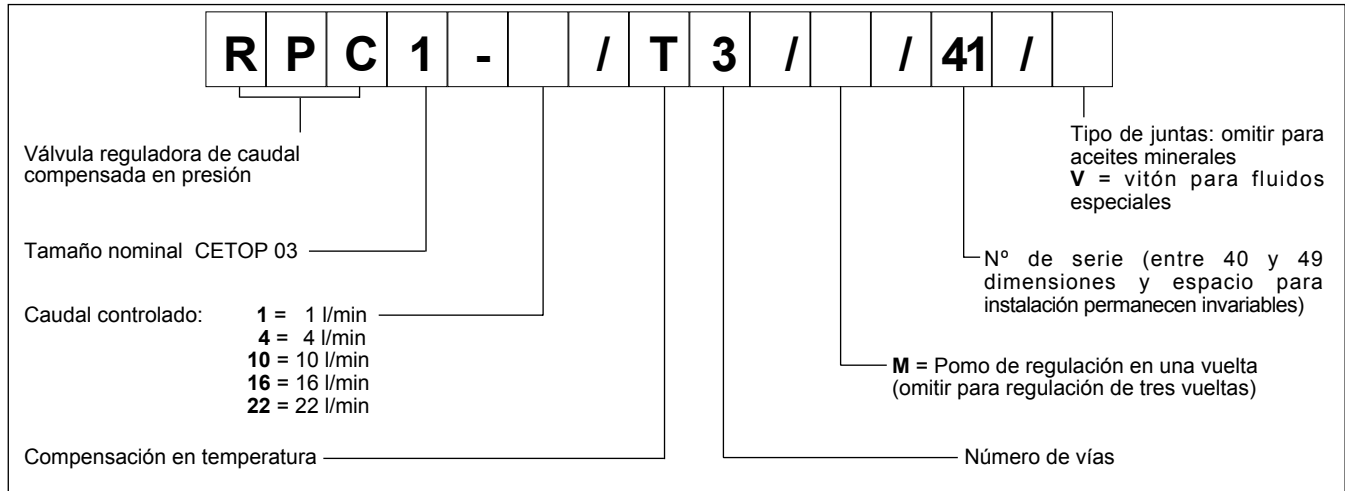 R P C 1 - / T 3 / / 41 /
Válvula reguladora de caudal
compensada en presión
Tamaño nominal CETOP 03
Caudal controlado: 1 = 1 l/min
4 = 4 l/min
10 = 10 l/min
16 = 16 l/min
22 = 22 l/min
Compensación en temperatura
Tipo de juntas: omitir para
aceites minerales
V = vitón para fluidos
especiales
Nº de serie (entre 40 y 49
dimensiones y espacio para
instalación permanecen invariables)
M = Pomo de regulación en una vuelta
(omitir para regulación de tres vueltas)
Número de vías